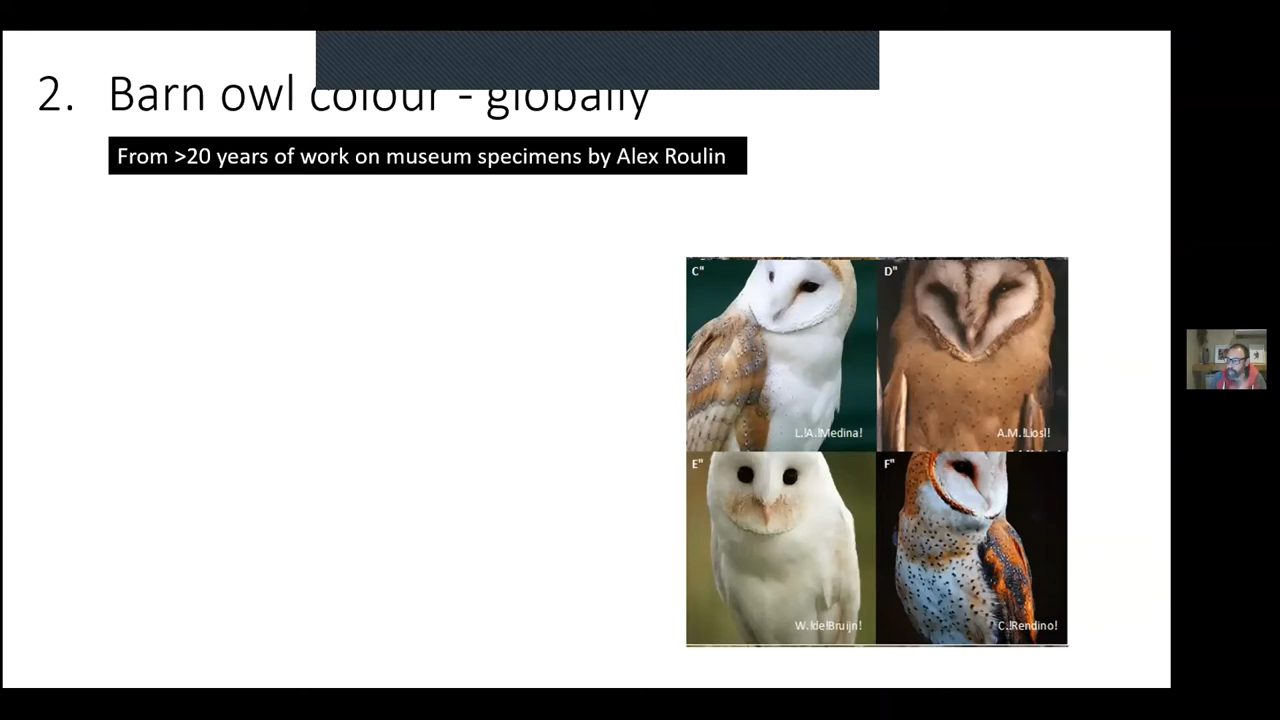 2. Barn owl colour - globally
From >20 years of work on museum specimens by Alex Roulin
C"
D"
L.!A.!Medina!
A.M.!Lios!!
E"
F"
W.!de!Bruijn!
C.!Rendino!